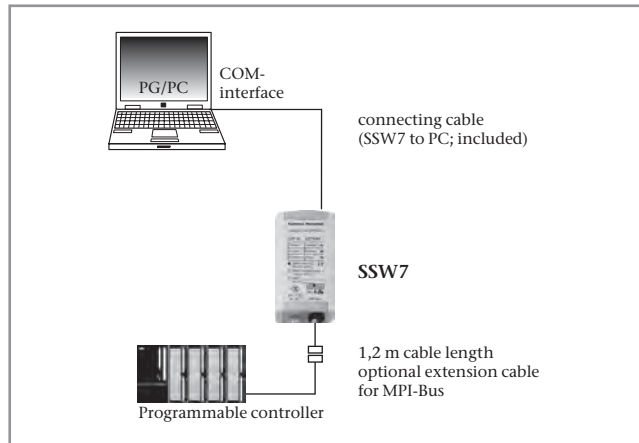 PG/PC
COM-
interface
connecting cable
(SSW7 to PC; included)
SSW7
1,2 m cable length
optional extension cable
for MPI-Bus
Programmable controller